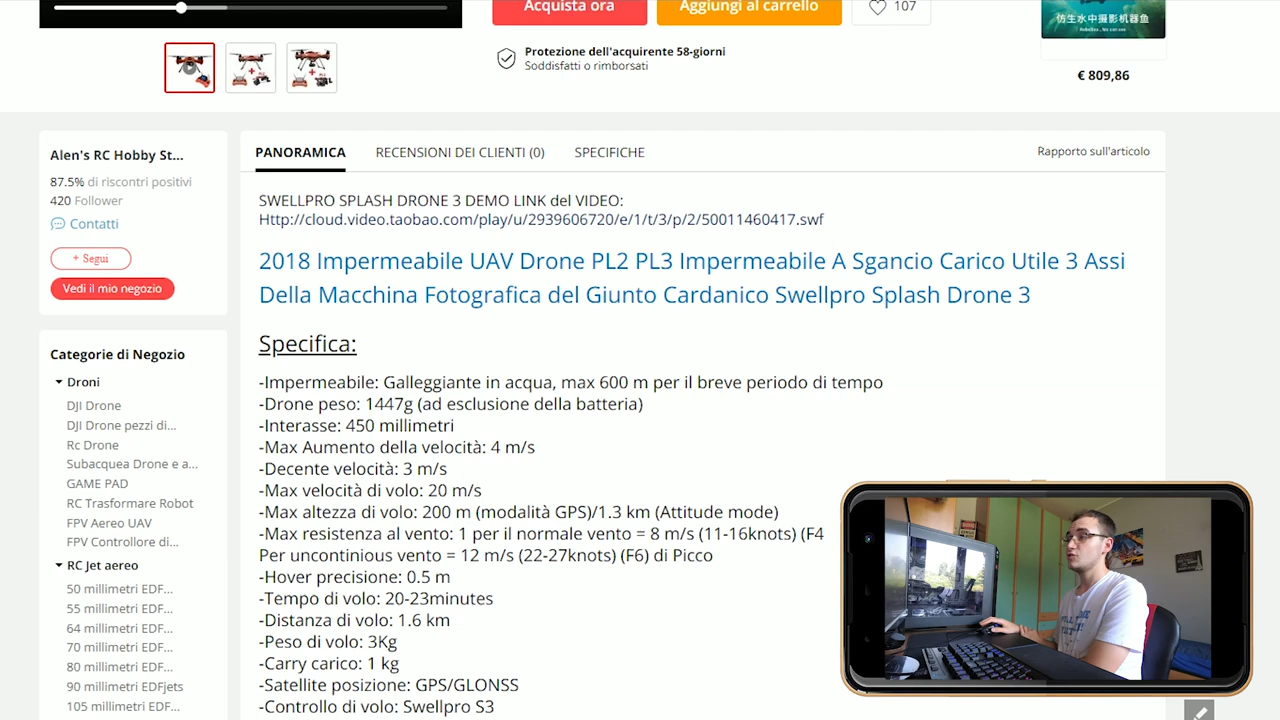 Acquista ora
Aggiungi al carrello
107
Protezione dell'acquirente 58-giorni
Soddisfatti o rimborsati
仿生水中摄影机器鱼
€ 809,86
Alen's RC Hobby St...
87.5% di riscontri positivi
420 Follower
Contatti
+ Segui
Vedi il mio negozio
Categorie di Negozio
Droni
DJI Drone
DJI Drone pezzi di...
Rc Drone
Subacquea Drone e a...
GAME PAD
RC Trasformare Robot
FPV Aereo UAV
FPV Controllore di...
RC Jet aereo
50 millimetri EDF...
55 millimetri EDF...
64 millimetri EDF...
70 millimetri EDF...
80 millimetri EDF...
90 millimetri EDFjets
105 millimetri EDF...
PANORAMICA
RECENSIONI DEI CLIENTI (0)
SPECIFICHE
Rapporto sull'articolo
SWELLPRO SPLASH DRONE 3 DEMO LINK del VIDEO:
Http://cloud.video.taobao.com/play/u/2939606720/e/1/t/3/p/2/50011460417.swf
2018 Impermeabile UAV Drone PL2 PL3 Impermeabile A Sgancio Carico Utile 3 Assi
Della Macchina Fotografica del Giunto Cardanico Swellpro Splash Drone 3
Specifica:
-Impermeabile: Galleggiante in acqua, max 600 m per il breve periodo di tempo
-Drone peso: 1447g (ad esclusione della batteria)
-Interasse: 450 millimetri
-Max Aumento della velocità: 4 m/s
-Decente velocità: 3 m/s
-Max velocità di volo: 20 m/s
-Max altezza di volo: 200 m (modalità GPS)/1.3 km (Attitude mode)
-Max resistenza al vento: 1 per il normale vento = 8 m/s (11-16knots) (F4
Per uncontinious vento = 12 m/s (22-27knots) (F6) di Picco
-Hover precisione: 0.5 m
-Tempo di volo: 20-23minutes
-Distanza di volo: 1.6 km
-Peso di volo: 3Kg
-Carry carico: 1 kg
-Satellite posizione: GPS/GLONSS
-Controllo di volo: Swellpro S3